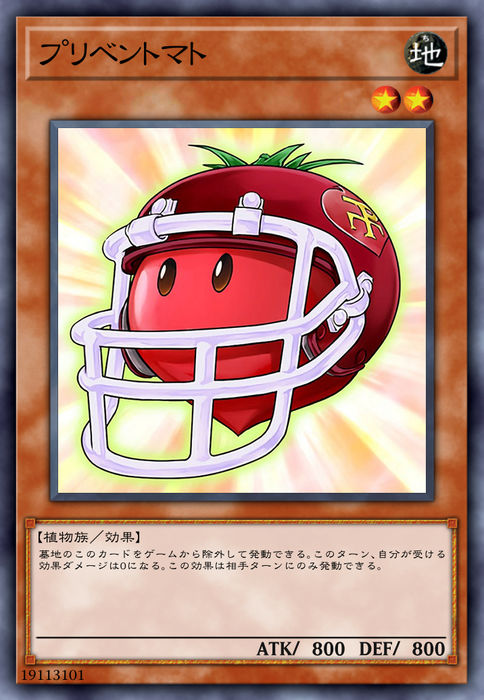 プリベントマト
ち
地
【植物族／効果】
墓地のこのカードをゲームから除外して発動できる。このターン、自分が受ける
効果ダメージは0になる。この効果は相手ターンにのみ発動できる。
ATK/ 800 DEF/ 800
19113101